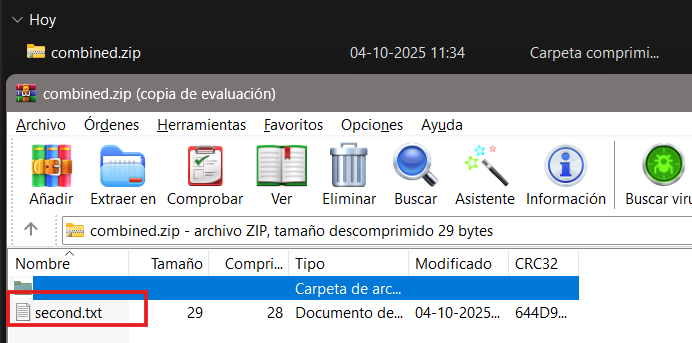 Hoy
combined.zip 04-10-2025 11:34 Carpeta comprimi...
combined.zip (copia de evaluación)
Archivo Órdenes Herramientas Favoritos Opciones Ayuda
Añadir Extraer en Comprobar Ver Eliminar Buscar Asistente Información Buscar viru
combined.zip - archivo ZIP, tamaño descomprimido 29 bytes
Nombre Tamaño Compri... Tipo Modificado CRC32
Carpeta de arc...
second.txt 29 28 Documento de... 04-10-2025... 644D9...